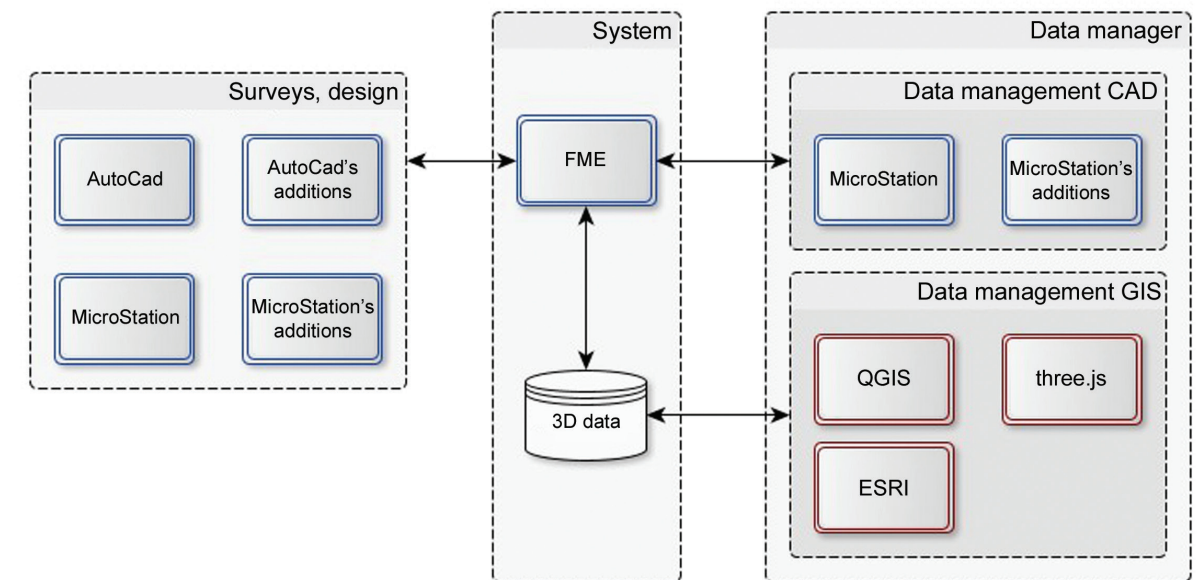 System
Data manager
Surveys, design
Data management CAD
AutoCad
AutoCad's
additions
FME
MicroStation
MicroStation's
additions
MicroStation
MicroStation's
additions
Data management GIS
QGIS
three.js
3D data
ESRI